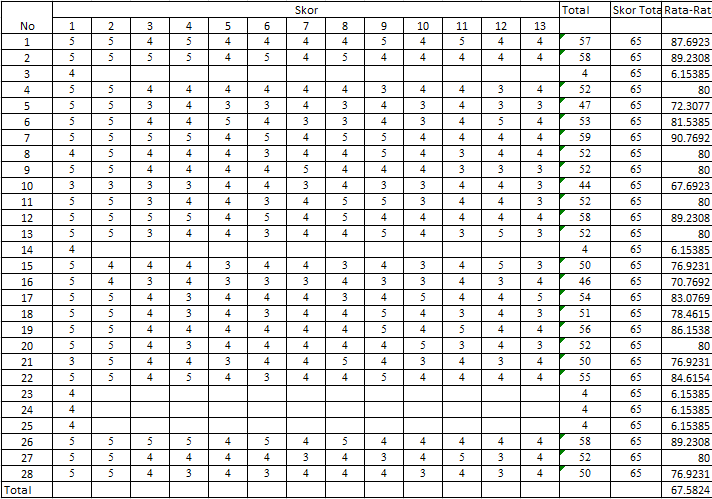 Skor Total Skor Tota Rata-Rat
No 1 2 3 4 5 6 7 8 9 10 11 12 13
1 5 5 4 5 4 4 4 4 5 4 5 4 4 57 65 87.6923
2 5 5 5 5 4 5 4 5 4 4 4 4 4 58 65 89.2308
3 4 4 65 6.15385
4 5 5 4 4 4 4 4 4 3 4 4 3 4 52 65 80
5 5 5 3 4 3 3 4 3 4 3 4 3 3 47 65 72.3077
6 5 5 4 4 5 4 3 3 4 3 4 5 4 53 65 81.5385
7 5 5 5 5 4 5 4 5 5 4 4 4 4 59 65 90.7692
8 4 5 4 4 4 3 4 4 5 4 3 4 4 52 65 80
9 5 5 4 4 4 4 5 4 4 4 3 3 3 52 65 80
10 3 3 3 3 4 4 3 4 3 3 4 4 3 44 65 67.6923
11 5 5 3 4 4 3 4 5 5 3 4 4 3 52 65 80
12 5 5 5 5 4 5 4 5 4 4 4 4 4 58 65 89.2308
13 5 5 3 4 4 3 4 4 5 4 3 5 3 52 65 80
14 4 4 65 6.15385
15 5 4 4 4 3 4 4 3 4 3 4 5 3 50 65 76.9231
16 5 4 3 4 3 3 3 4 3 3 4 3 4 46 65 70.7692
17 5 5 4 3 4 4 4 3 4 5 4 4 5 54 65 83.0769
18 5 5 4 3 4 3 4 4 5 4 3 4 3 51 65 78.4615
19 5 5 4 4 4 4 4 4 5 4 5 4 4 56 65 86.1538
20 5 5 4 3 4 4 4 4 4 5 3 4 3 52 65 80
21 3 5 4 4 3 4 4 5 4 3 4 3 4 50 65 76.9231
22 5 5 4 5 4 3 4 4 5 4 4 4 4 55 65 84.6154
23 4 4 65 6.15385
24 4 4 65 6.15385
25 4 4 65 6.15385
26 5 5 5 5 4 5 4 5 4 4 4 4 4 58 65 89.2308
27 5 5 4 4 4 4 3 4 3 4 5 3 4 52 65 80
28 5 5 4 3 4 3 4 4 4 3 4 3 4 50 65 76.9231
Total 67.5824